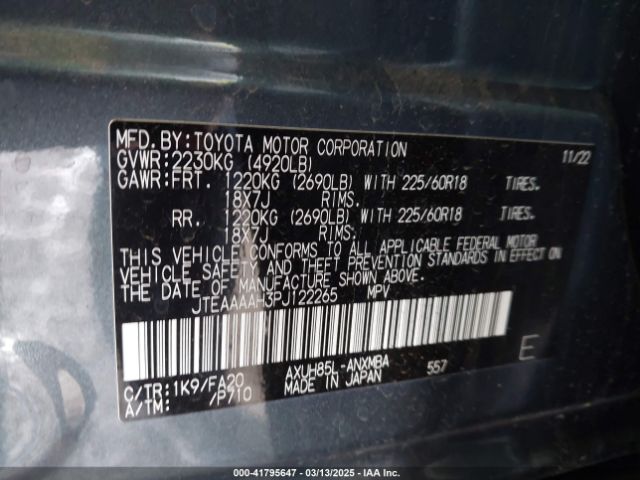 MFD. BY: TOYOTA MOTOR CORPORATION 11/22
GVWR: 2230KG (4920LB)
GAWR: FRT. 1220KG (2690LB) WITH 225/60R18 TIRES.
18X7J RIMS.
RR. 1220KG (2690LB) WITH 225/60R18 TIRES.
18X7J RIMS.
THIS VEHICLE CONFORMS TO ALL APPLICABLE FEDERAL MOTOR
VEHICLE SAFETY AND THEFT PREVENTION STANDARDS IN EFFECT ON
THE DATE OF MANUFACTURE SHOWN ABOVE.
JTEAAAAH3PJ122265 MPV
C/TR: 1K9/FA20 AXUH85L-ANXMBA 557 E
A/TM: /P710 MADE IN JAPAN
000-41795647 | 03/13/2025 - IAA Inc.